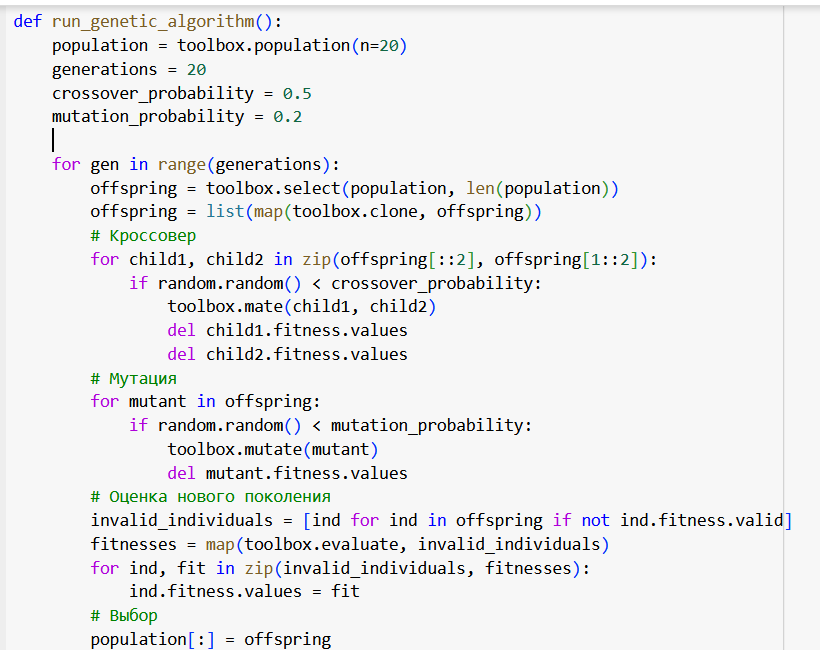 def run_genetic_algorithm():
    population = toolbox.population(n=20)
    generations = 20
    crossover_probability = 0.5
    mutation_probability = 0.2

    for gen in range(generations):
        offspring = toolbox.select(population, len(population))
        offspring = list(map(toolbox.clone, offspring))
        # Кроссовер
        for child1, child2 in zip(offspring[::2], offspring[1::2]):
            if random.random() < crossover_probability:
                toolbox.mate(child1, child2)
                del child1.fitness.values
                del child2.fitness.values
        # Мутация
        for mutant in offspring:
            if random.random() < mutation_probability:
                toolbox.mutate(mutant)
                del mutant.fitness.values
        # Оценка нового поколения
        invalid_individuals = [ind for ind in offspring if not ind.fitness.valid]
        fitnesses = map(toolbox.evaluate, invalid_individuals)
        for ind, fit in zip(invalid_individuals, fitnesses):
            ind.fitness.values = fit
        # Выбор
        population[:] = offspring